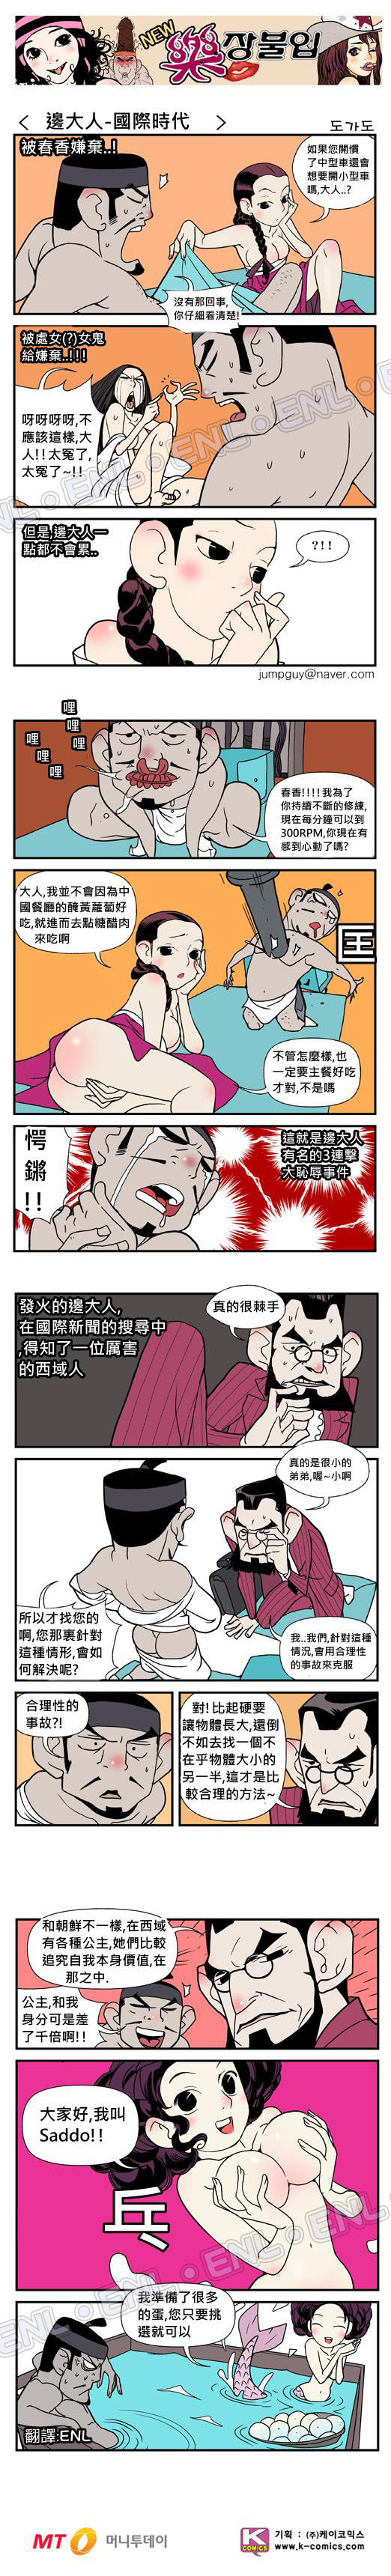 NEW 樂장불입
< 邊大人-國際時代 >
도가도
被春香嫌棄..!
如果您開慣
了中型車還會
想要開小型車
嗎,大人..?
沒有那回事,
你仔細看清楚!
被處女(?)女鬼
給嫌棄..!!!
呀呀呀呀,不
應該這樣,大
人!!太冤了,
太冤了~!!
但是,邊大人一
點都不會累..
?!!
jumpguy@naver.com
哩
哩
哩
哩
哩
哩
春香!!!!我為了
你持續不斷的修練,
現在每分鐘可以到
300RPM,你現在有
感到心動了嗎?
大人,我並不會因為中
國餐廳的醃黃蘿蔔好
吃,就進而去點糖醋肉
來吃啊
匡
不管怎麼樣,也
一定要主餐好吃
才對,不是嗎
愕
鏘
!!
這就是邊大人
有名的3連擊
大恥辱事件
發火的邊大人,
在國際新聞的搜尋中
,得知了一位厲害
的西域人
真的很棘手
真的是很小的
弟弟,喔~小啊
所以才找您的
啊,您那裏針對
這種情形,會如
何解決呢?
我..我們,針對這種
情況,會用合理性
的事故來克服
合理性的
事故?!
對!比起硬要
讓物體長大,還倒
不如去找一個不
在乎物體大小的
另一半,這才是比
較合理的方法~
和朝鮮不一樣,在西域
有各種公主,她們比較
追究自我本身價值,在
那之中.
公主,和我
身分可是差
了千倍啊!!
大家好,我叫
Saddo!!
兵
我準備了很多
的蛋,您只要挑
選就可以
翻譯:ENL
MT 머니투데이
K COMICS
기획 : (주)케이코믹스
www.k-comics.com